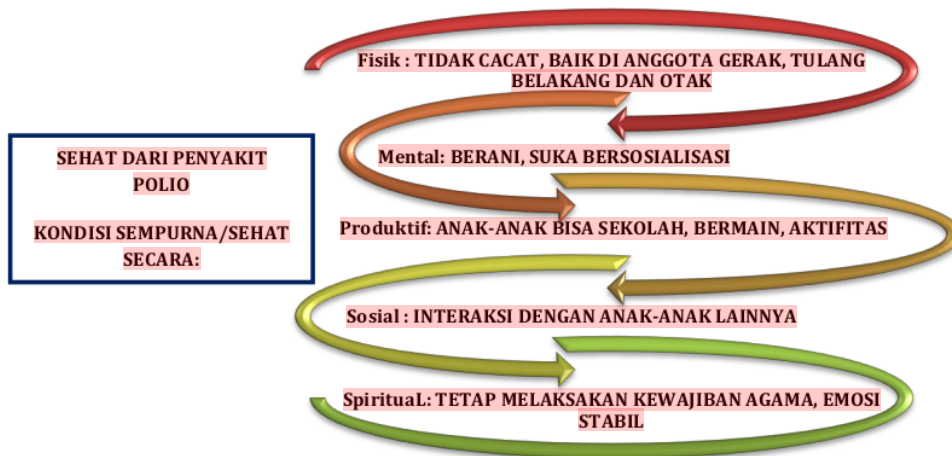 SEHAT DARI PENYAKIT
POLIO
KONDISI SEMPURNA/SEHAT
SECARA:
Fisik : TIDAK CACAT, BAIK DI ANGGOTA GERAK, TULANG
BELAKANG DAN OTAK
Mental: BERANI, SUKA BERSOSIALISASI
Produktif: ANAK-ANAK BISA SEKOLAH, BERMAIN, AKTIFITAS
Sosial : INTERAKSI DENGAN ANAK-ANAK LAINNYA
SpirituaL: TETAP MELAKSAKAN KEWAJIBAN AGAMA, EMOSI
STABIL